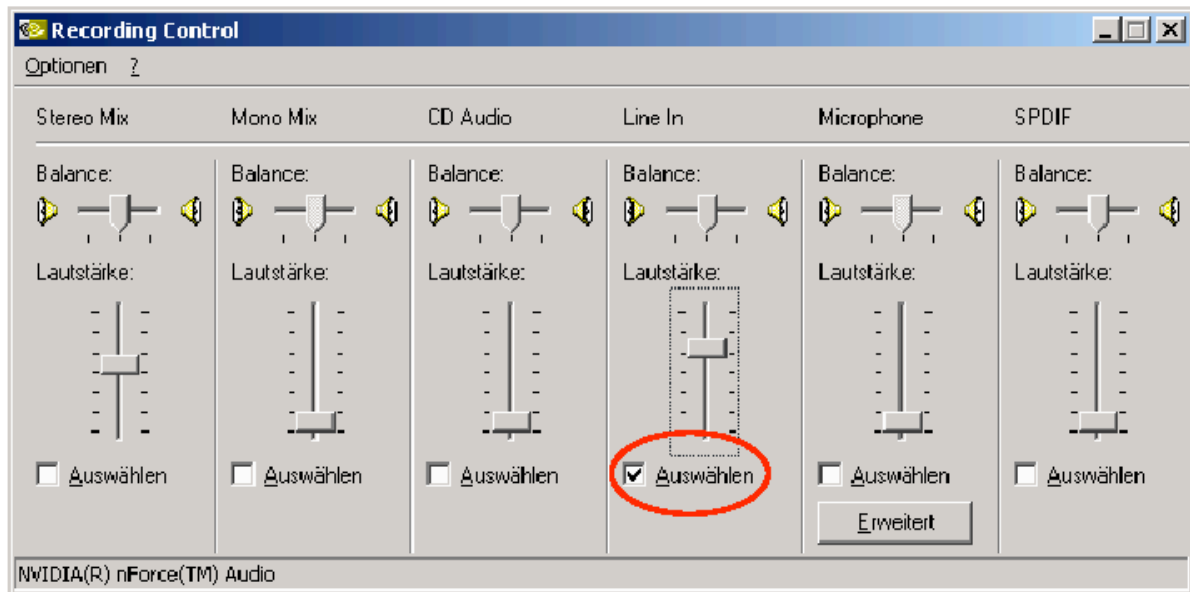 Recording Control
Optionen ?
Stereo Mix Mono Mix CD Audio Line In Microphone SPDIF
Balance: Balance: Balance: Balance: Balance: Balance:
Lautstärke: Lautstärke: Lautstärke: Lautstärke: Lautstärke: Lautstärke:
Auswählen Auswählen Auswählen Auswählen Auswählen Auswählen
Erweitert
NVIDIA(R) nForce(TM) Audio